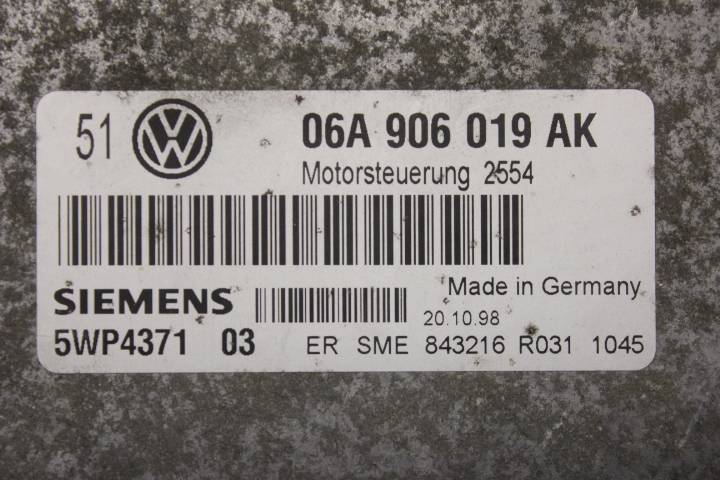 51 VW 06A 906 019 AK
Motorsteuerung 2554
Made in Germany
SIEMENS 20.10.98
5WP4371 03 ER SME 843216 R031 1045